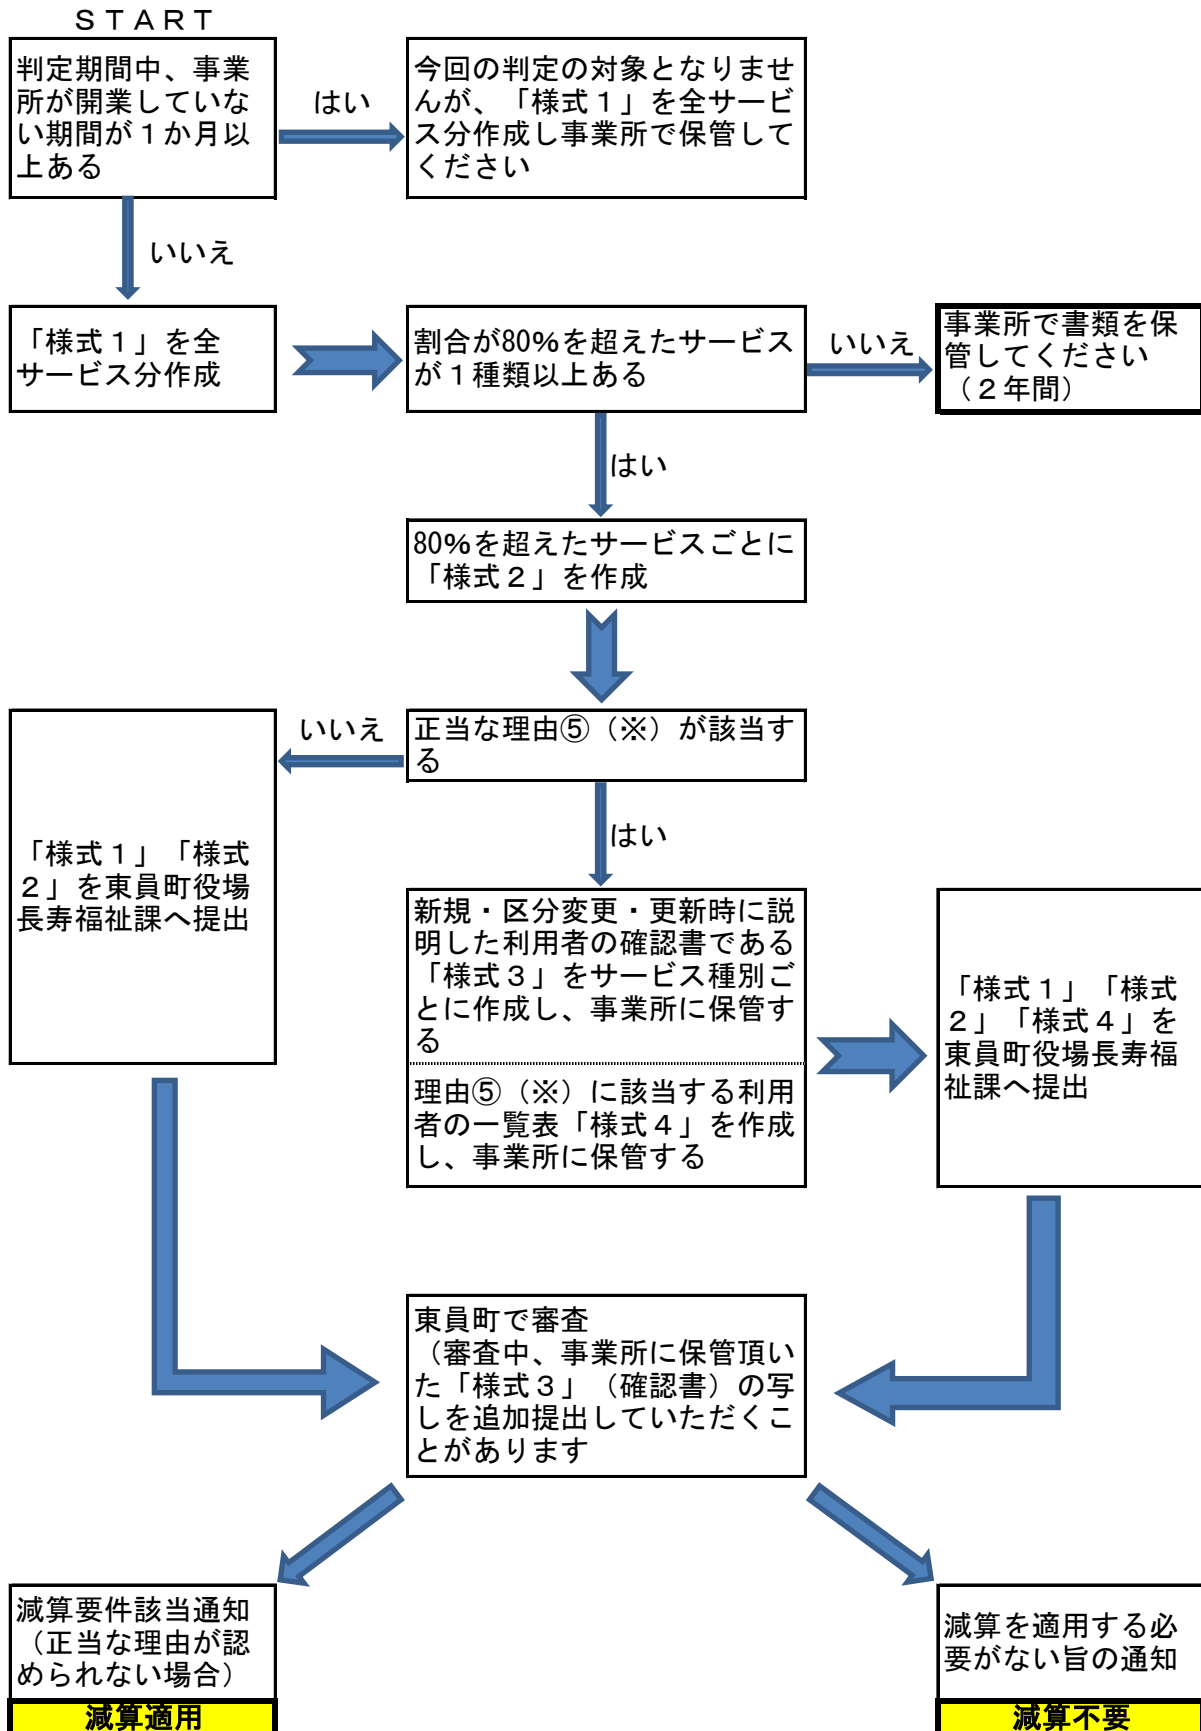 ＳＴＡＲＴ
判定期間中、事業
所が開業していな
い期間が１か月以
上ある
はい
今回の判定の対象となりませ
んが、「様式１」を全サービ
ス分作成し事業所で保管して
ください
いいえ
「様式１」を全
サービス分作成
割合が80%を超えたサービス
が１種類以上ある
いいえ
事業所で書類を保
管してください
（２年間）
はい
80%を超えたサービスごとに
「様式２」を作成
正当な理由⑤（※）が該当す
る
いいえ
「様式１」「様式
２」を東員町役場
長寿福祉課へ提出
はい
新規・区分変更・更新時に説
明した利用者の確認書である
「様式３」をサービス種別ご
とに作成し、事業所に保管す
る
理由⑤（※）に該当する利用
者の一覧表「様式４」を作成
し、事業所に保管する
「様式１」「様式
２」「様式４」を
東員町役場長寿福
祉課へ提出
東員町で審査
（審査中、事業所に保管頂い
た「様式３」（確認書）の写
しを追加提出していただくこ
とがあります
減算要件該当通知
（正当な理由が認
められない場合）
減算適用
減算を適用する必
要がない旨の通知
減算不要